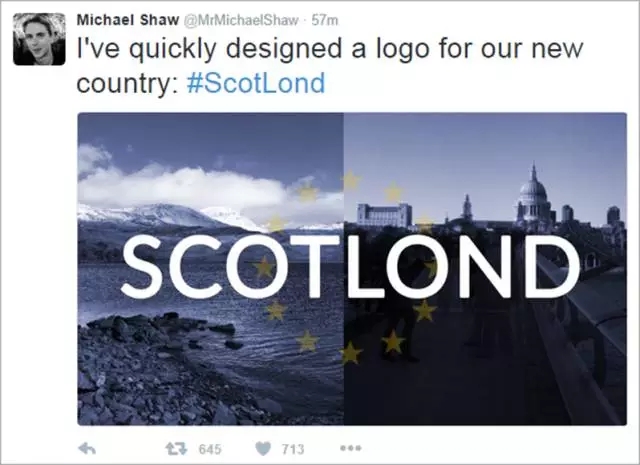 Michael Shaw @MrMichaelShaw · 57m
I've quickly designed a logo for our new
country: #ScotLond
SCOTLOND
645 713